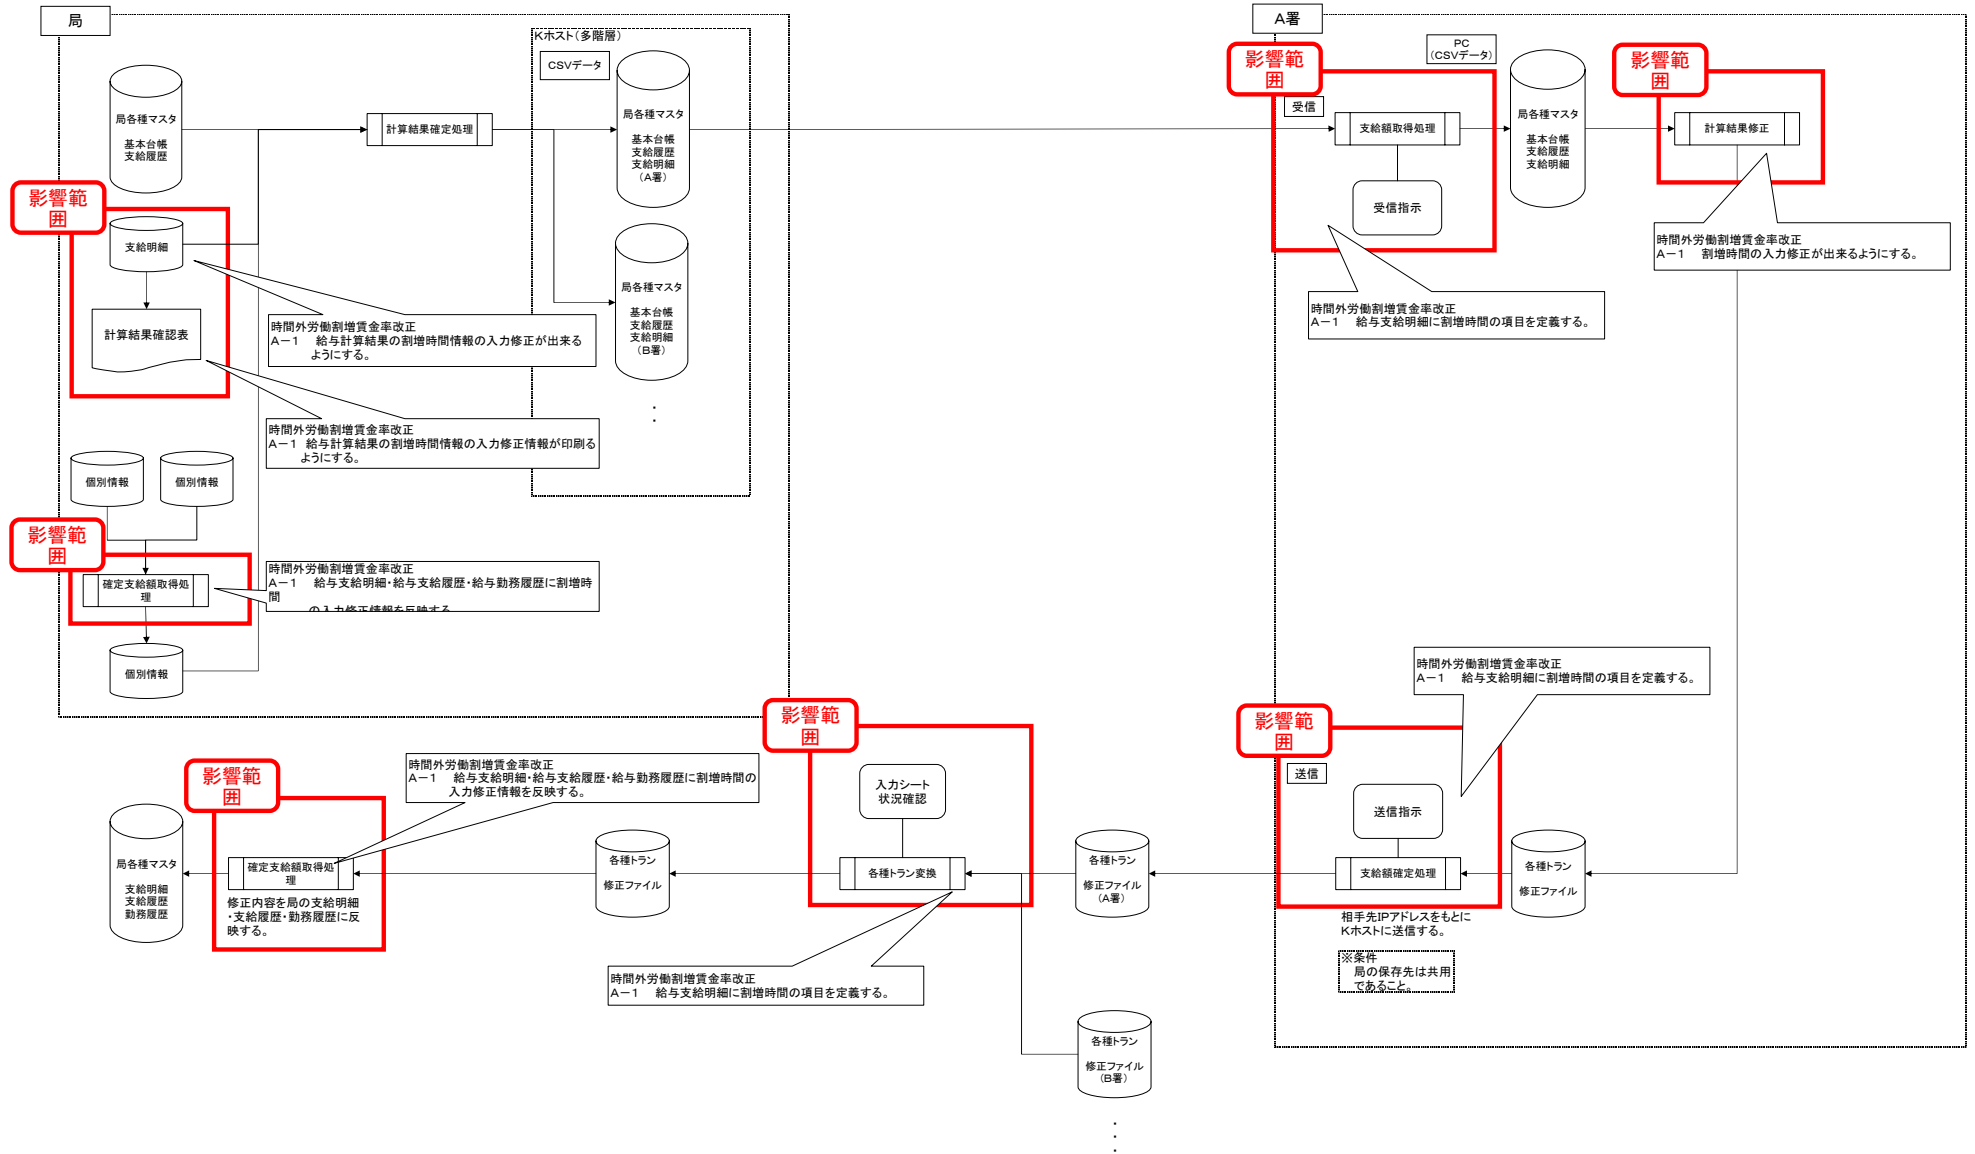 局
Kホスト(多階層)
CSVデータ
局各種マスタ
基本台帳
支給履歴
計算結果確定処理
局各種マスタ
基本台帳
支給履歴
支給明細
(A署)
影響範
囲
支給明細
計算結果確認表
時間外労働割増賃金率改正
A-1 給与計算結果の割増時間情報の入力修正が出来る
ようにする。
局各種マスタ
基本台帳
支給履歴
支給明細
(B署)
・
・
時間外労働割増賃金率改正
A-1 給与計算結果の割増時間情報の入力修正情報が印刷る
ようにする。
個別情報
個別情報
影響範
囲
確定支給額取得処
理
時間外労働割増賃金率改正
A-1 給与支給明細・給与支給履歴・給与勤務履歴に割増時
間
の入力修正情報を反映する
個別情報
A署
影響範
囲
受信
PC
(CSVデータ)
支給額取得処理
受信指示
局各種マスタ
基本台帳
支給履歴
支給明細
影響範
囲
計算結果修正
時間外労働割増賃金率改正
A-1 割増時間の入力修正が出来るようにする。
時間外労働割増賃金率改正
A-1 給与支給明細に割増時間の項目を定義する。
時間外労働割増賃金率改正
A-1 給与支給明細に割増時間の項目を定義する。
影響範
囲
送信
送信指示
支給額確定処理
各種トラン
修正ファイル
相手先IPアドレスをもとに
Kホストに送信する。
※条件
局の保存先は共用
であること。
影響範
囲
入力シート
状況確認
各種トラン変換
各種トラン
修正ファイル
(A署)
影響範
囲
時間外労働割増賃金率改正
A-1 給与支給明細・給与支給履歴・給与勤務履歴に割増時間の
入力修正情報を反映する。
局各種マスタ
支給明細
支給履歴
勤務履歴
確定支給額取得処
理
修正内容を局の支給明細
・支給履歴・勤務履歴に反
映する。
各種トラン
修正ファイル
時間外労働割増賃金率改正
A-1 給与支給明細に割増時間の項目を定義する。
各種トラン
修正ファイル
(B署)
・
・
・